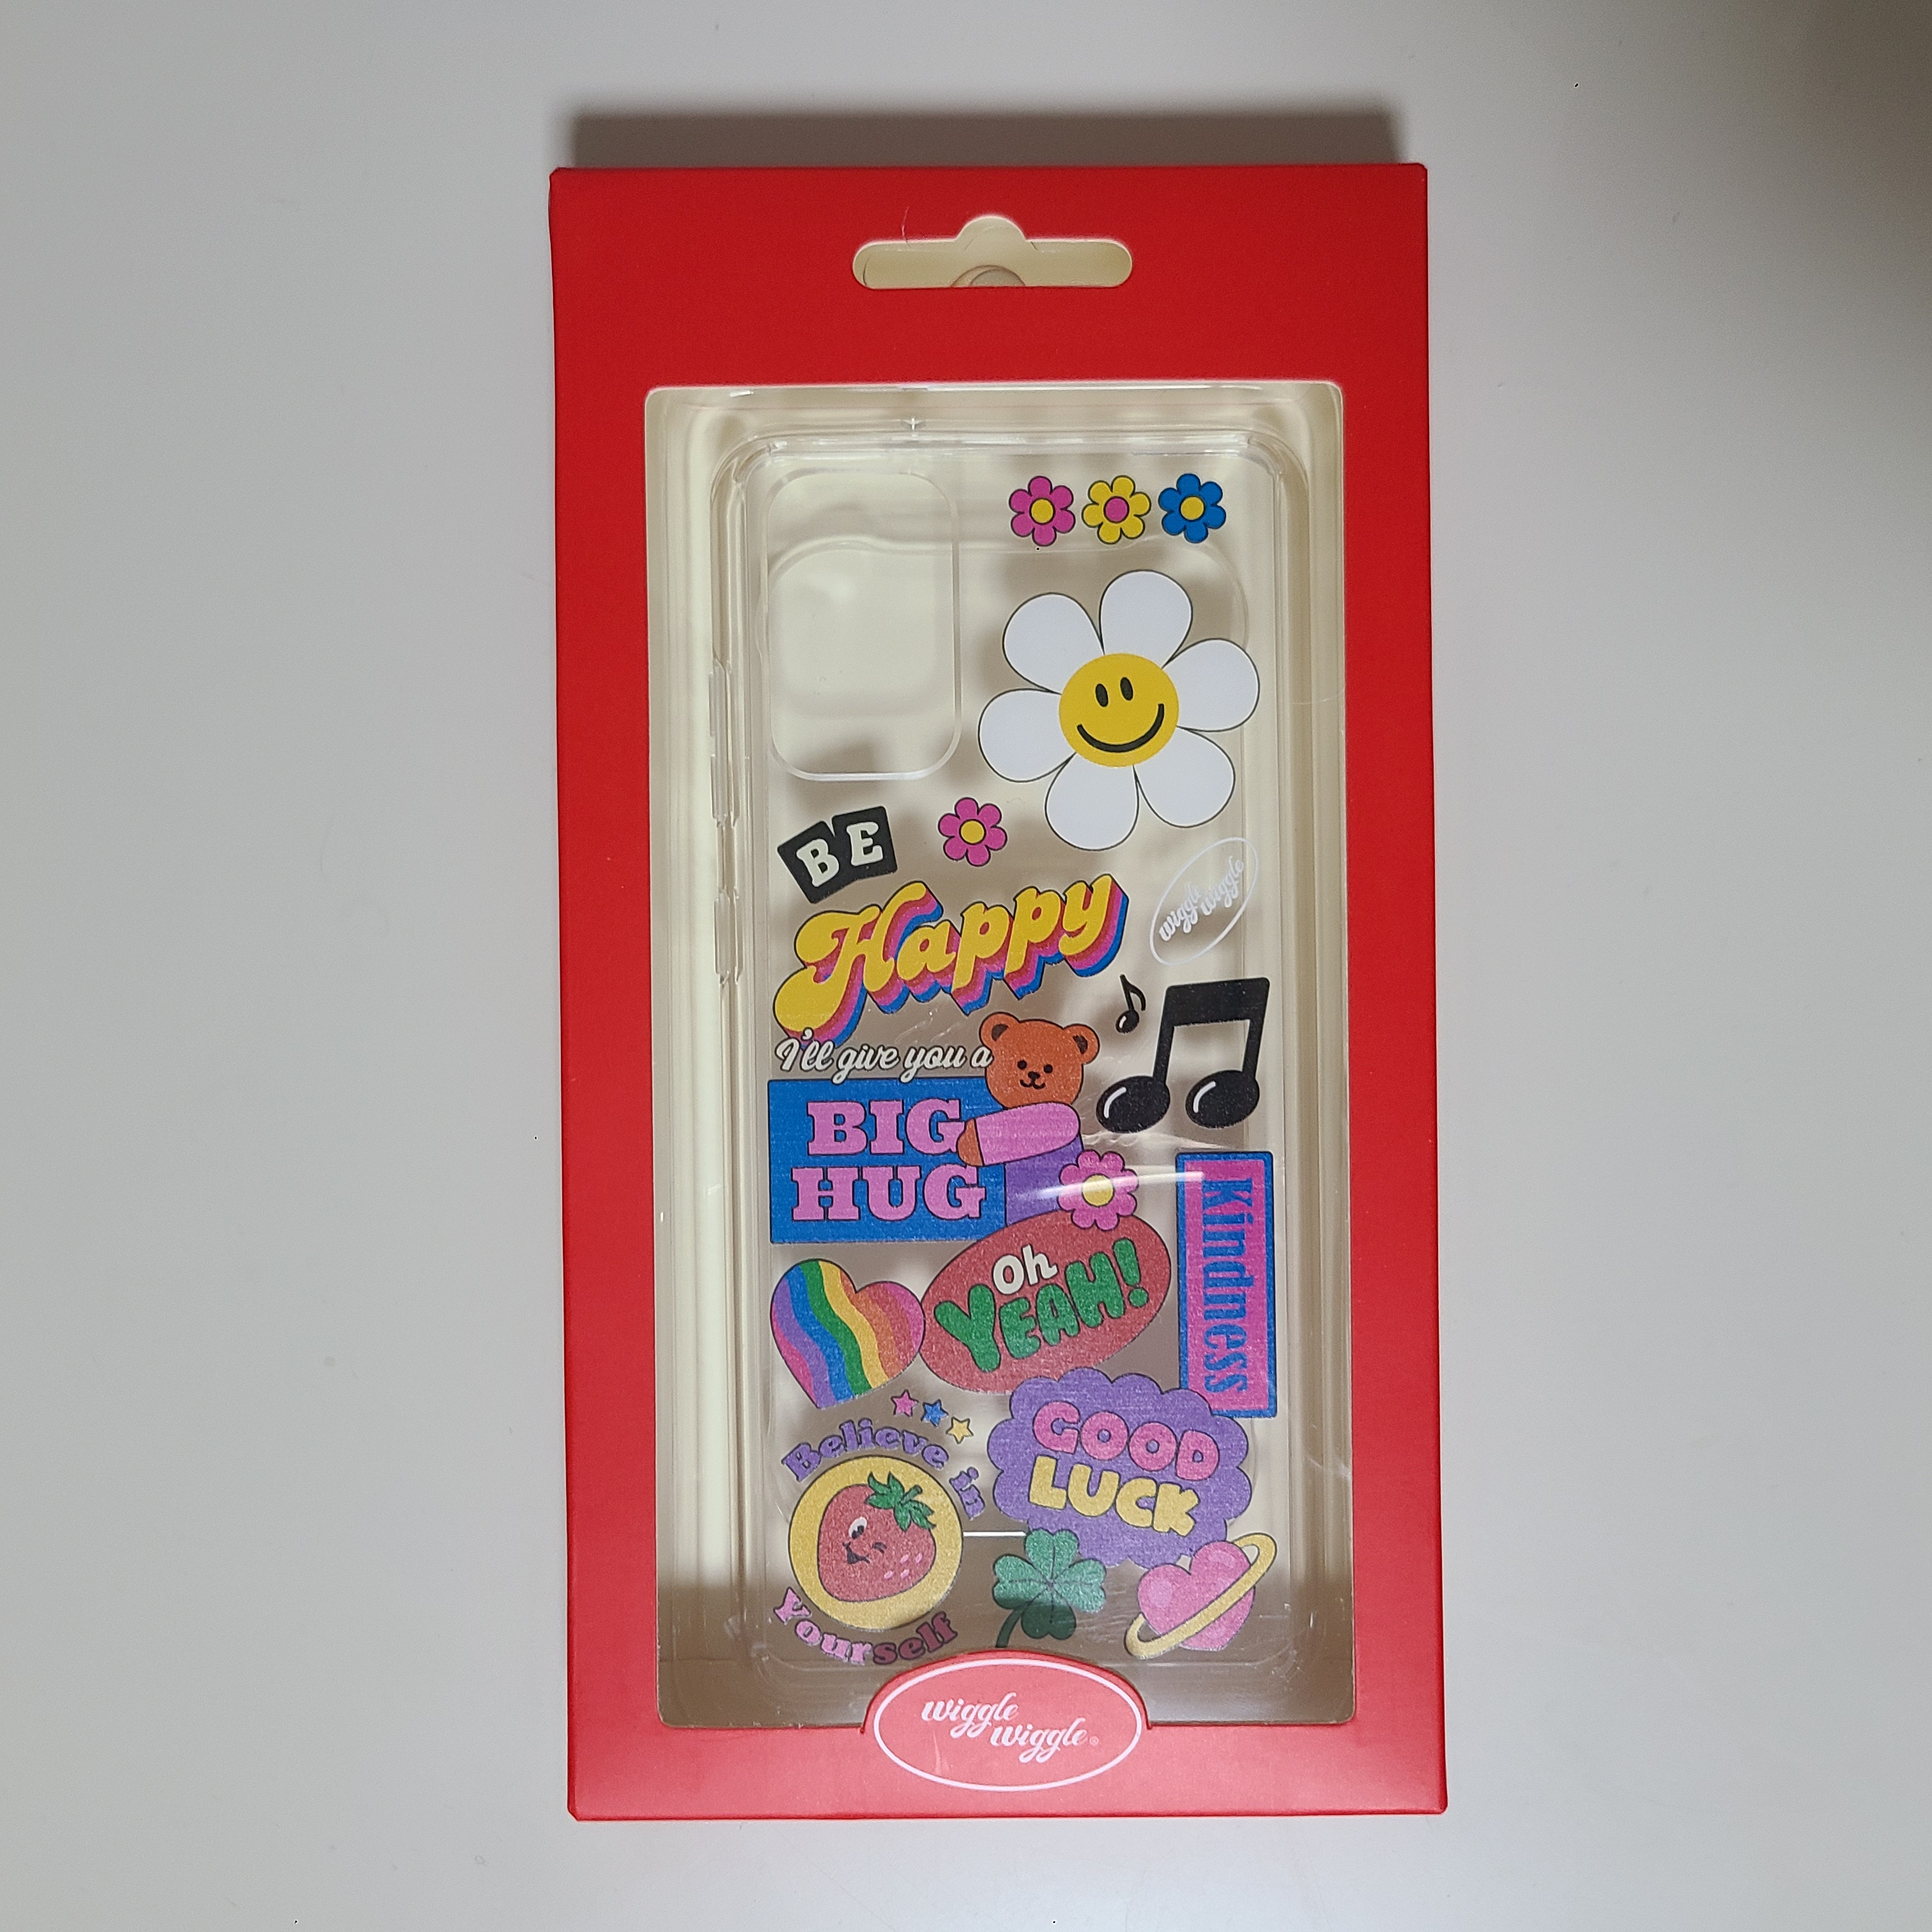 BE
Happy
wiggle wiggle
I'll give you a
BIG
HUG
Kindness
Oh
YEAH!
GOOD
LUCK
Believe in
Yourself
wiggle
wiggle®